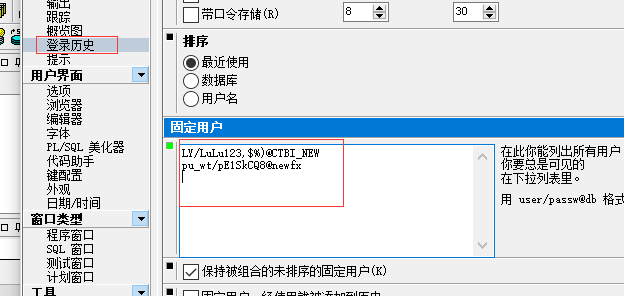 输出
跟踪
概览图
登录历史
提示
用户界面
选项
浏览器
编辑器
字体
PL/SQL 美化器
代码助手
键配置
外观
日期/时间
窗口类型
程序窗口
SQL 窗口
测试窗口
计划窗口
工具
带口令存储(R)
8
30
排序
最近使用
数据库
用户名
固定用户
LY/LuLu123,$%)@CTBI_NEW
pu_wt/pE1SkCQ8@newfx
在此你能列出所有用户
你要总是可见的
在下拉列表里。
用 user/passw@db 格式
保持被组合的未排序的固定用户(K)